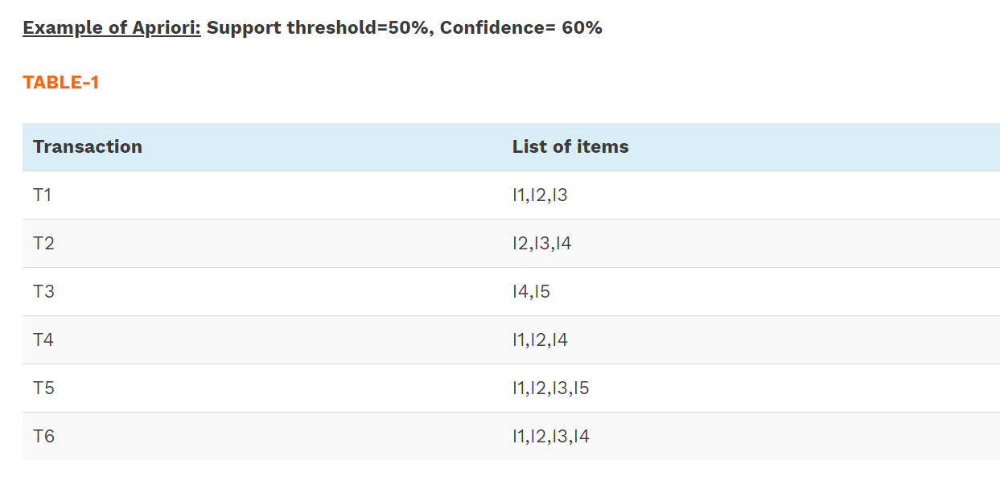 Example of Apriori: Support threshold=50%, Confidence= 60%
TABLE-1
Transaction List of items
T1 I1,I2,I3
T2 I2,I3,I4
T3 I4,I5
T4 I1,I2,I4
T5 I1,I2,I3,I5
T6 I1,I2,I3,I4